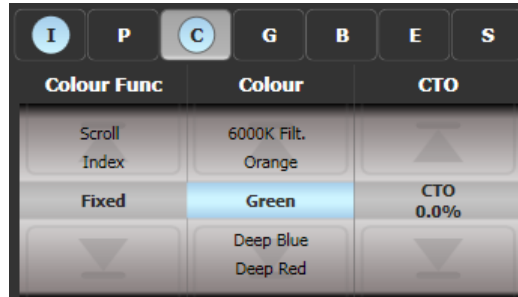 I P C G B E S
Colour Func Colour CTO
Scroll 6000K Filt.
Index Orange
Fixed Green CTO
0.0%
Deep Blue
Deep Red